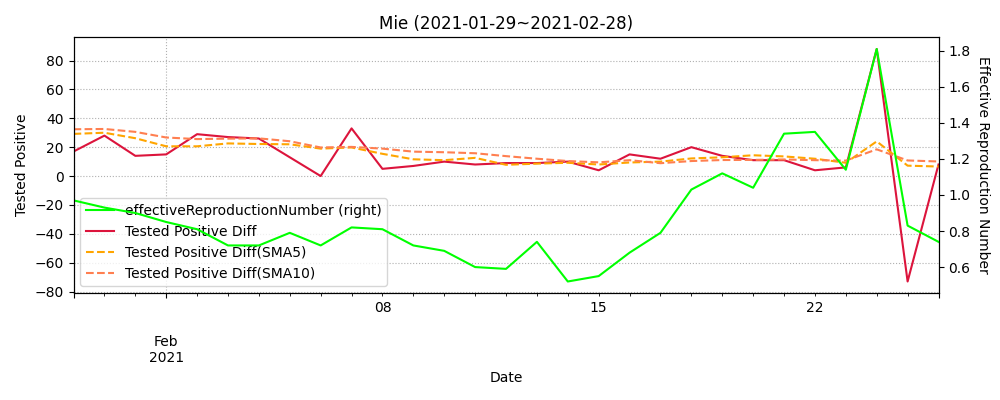 Mie (2021-01-29~2021-02-28)
Tested Positive
80
60
40
20
0
−20
−40
−60
−80
1.8
1.6
1.4
1.2
1.0
0.8
0.6
Effective Reproduction Number
effectiveReproductionNumber (right)
Tested Positive Diff
Tested Positive Diff(SMA5)
Tested Positive Diff(SMA10)
08
15
22
Feb
2021
Date